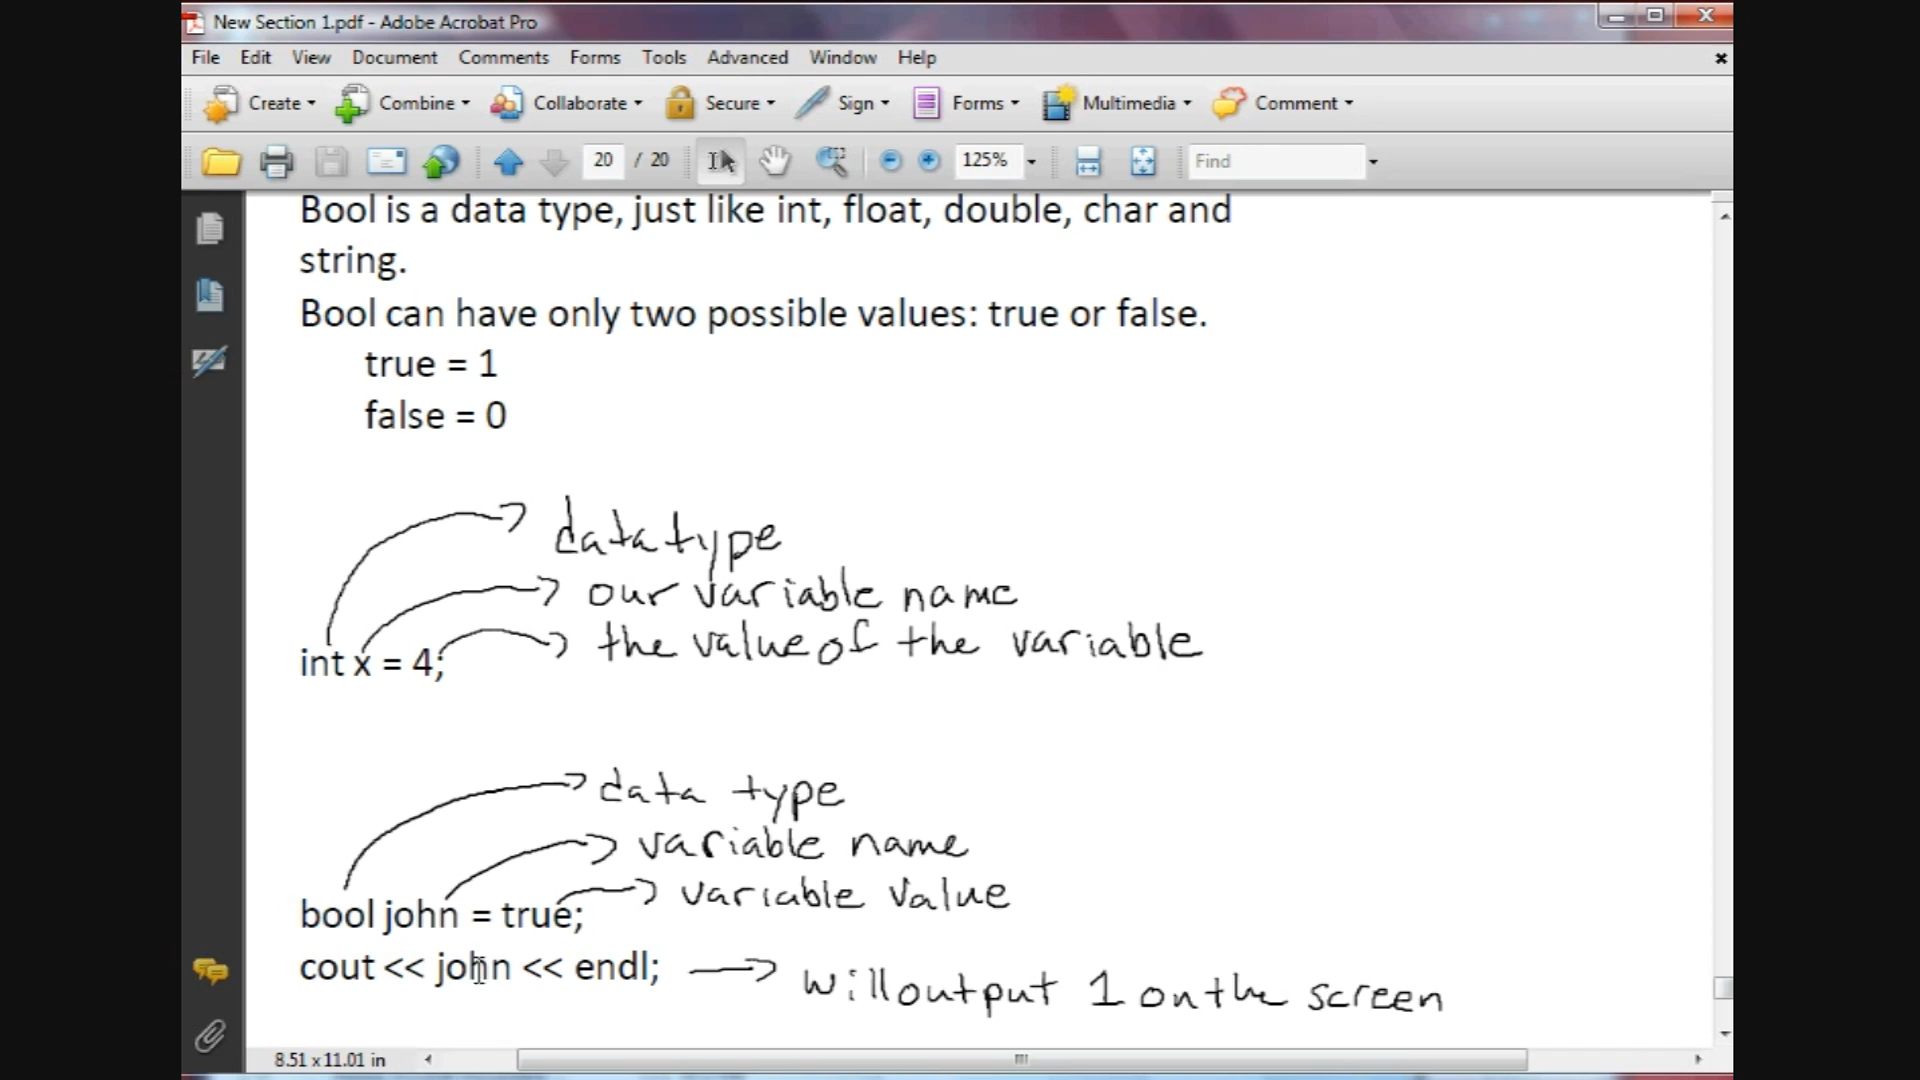 New Section 1.pdf - Adobe Acrobat Pro
File Edit View Document Comments Forms Tools Advanced Window Help
Create Combine Collaborate Secure Sign Forms Multimedia Comment
20 / 20 125% Find
Bool is a data type, just like int, float, double, char and
string.
Bool can have only two possible values: true or false.
true = 1
false = 0
data type
our variable name
the value of the variable
int x = 4;
data type
variable name
variable value
bool john = true;
cout << john << endl;
will output 1 on the screen
8.51 x 11.01 in